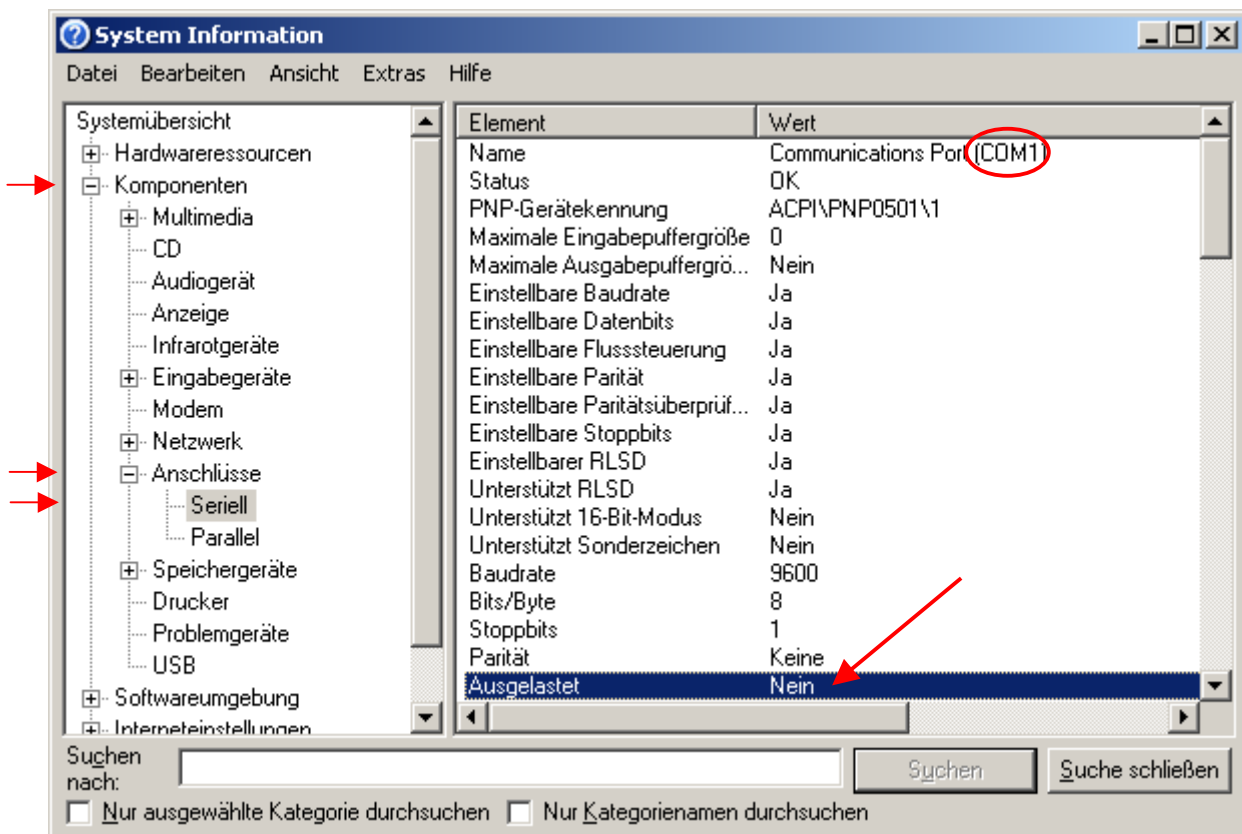 System Information
Datei Bearbeiten Ansicht Extras Hilfe
Systemübersicht
Hardwareressourcen
Komponenten
Multimedia
CD
Audiogerät
Anzeige
Infrarotgeräte
Eingabegeräte
Modem
Netzwerk
Anschlüsse
Seriell
Parallel
Speichergeräte
Drucker
Problemgeräte
USB
Softwareumgebung
Interneteinstellungen
Element Wert
Name Communications Port (COM1)
Status OK
PNP-Gerätekennung ACPI\PNP0501\1
Maximale Eingabepuffergröße 0
Maximale Ausgabepuffergrö... Nein
Einstellbare Baudrate Ja
Einstellbare Datenbits Ja
Einstellbare Flusssteuerung Ja
Einstellbare Parität Ja
Einstellbare Paritätsüberprüf... Ja
Einstellbare Stoppbits Ja
Einstellbarer RLSD Ja
Unterstützt RLSD Ja
Unterstützt 16-Bit-Modus Nein
Unterstützt Sonderzeichen Nein
Baudrate 9600
Bits/Byte 8
Stoppbits 1
Parität Keine
Ausgelastet Nein
Suchen
nach:
Suchen Suche schließen
Nur ausgewählte Kategorie durchsuchen Nur Kategorienamen durchsuchen